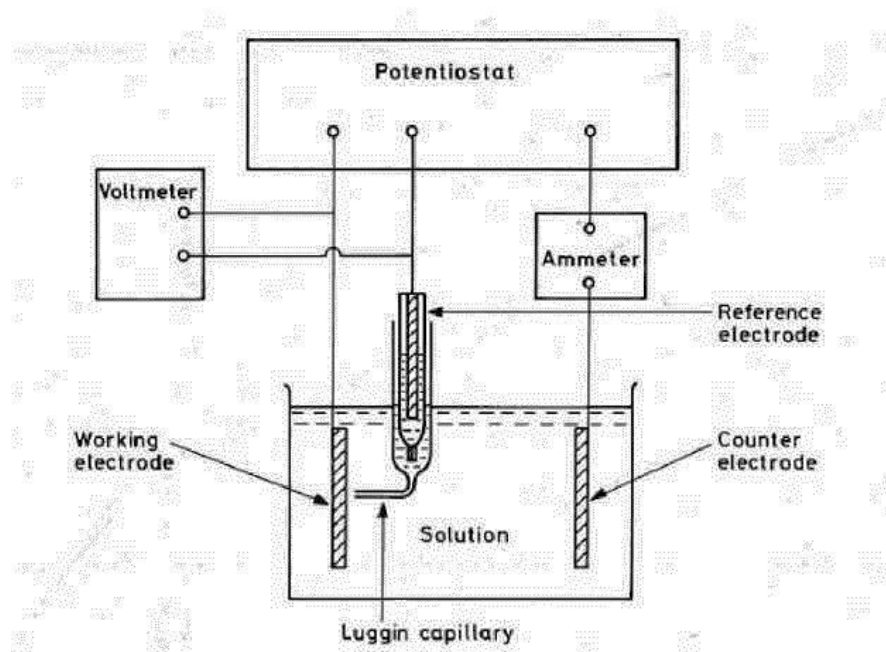 Potentiostat
Voltmeter
Ammeter
Reference
electrode
Working
electrode
Counter
electrode
Solution
Luggin capillary